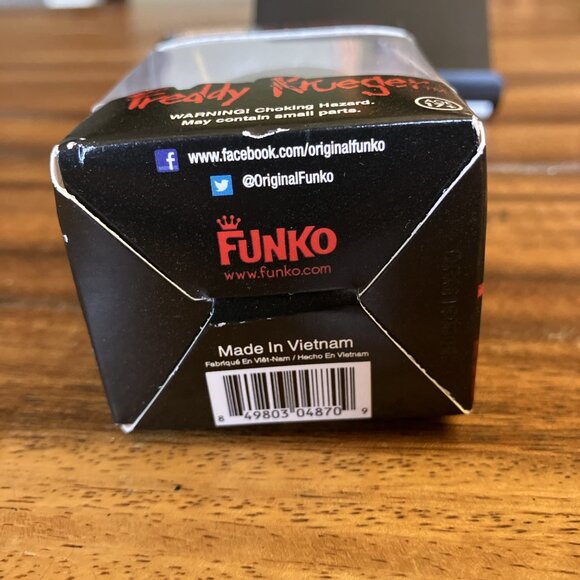 Freddy Krueger
WARNING! Choking Hazard.
May contain small parts.
f www.facebook.com/originalfunko
@OriginalFunko
FUNKO
www.funko.com
Made In Vietnam
Fabriqué En Viêt-Nam / Hecho En Vietnam
8 49803 04870 9